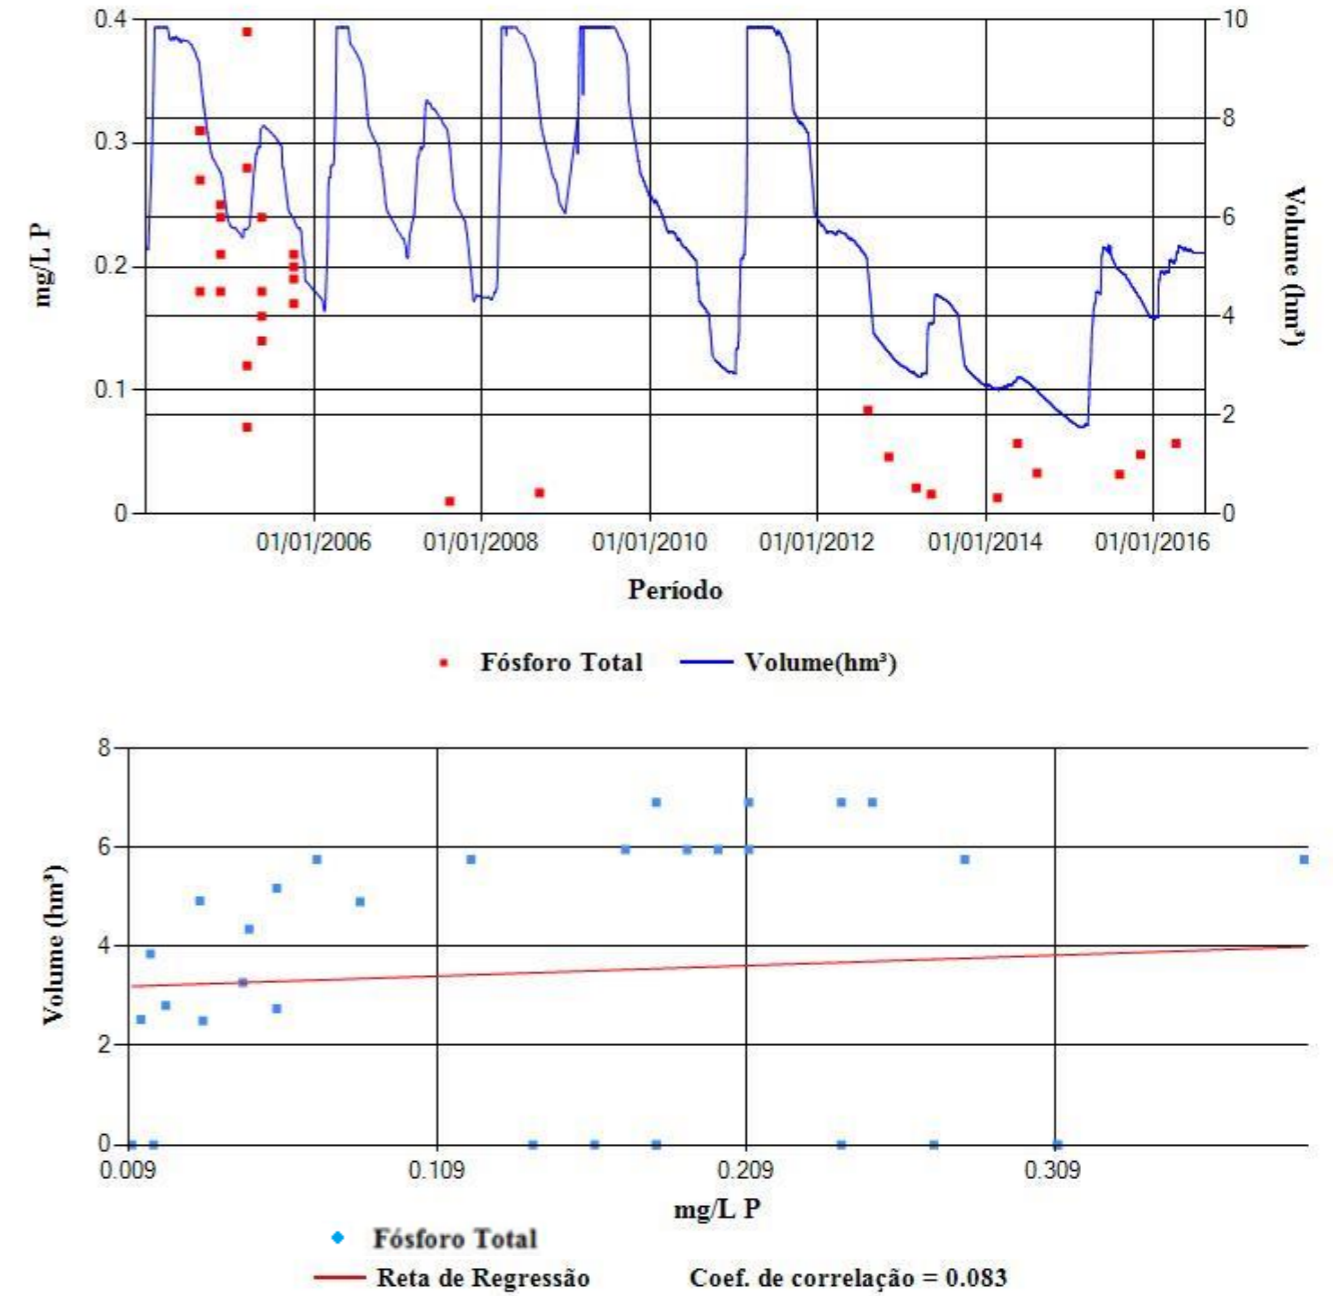 0.4
10
8
0.3
6
mg/L P
0.2
Volume (hm³)
4
0.1
2
0
0
01/01/2006 01/01/2008 01/01/2010 01/01/2012 01/01/2014 01/01/2016
Período
Fósforo Total Volume(hm³)
8
6
Volume (hm³)
4
2
0
0.009 0.109 0.209 0.309
mg/L P
Fósforo Total
Reta de Regressão Coef. de correlação = 0.083